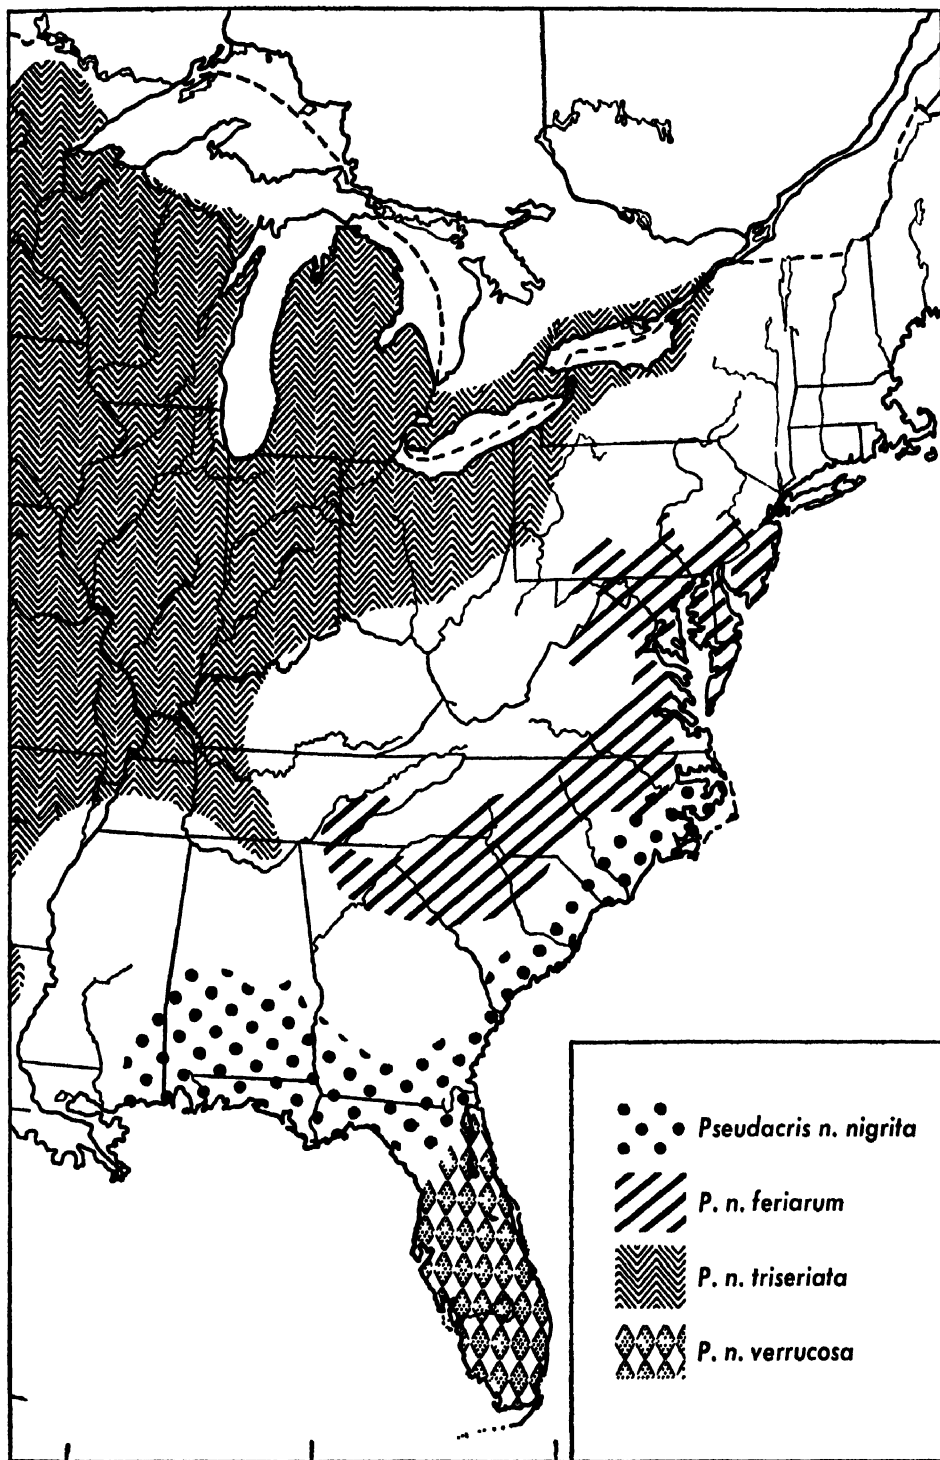 Pseudacris n. nigrita
P. n. feriarum
P. n. triseriata
P. n. verrucosa